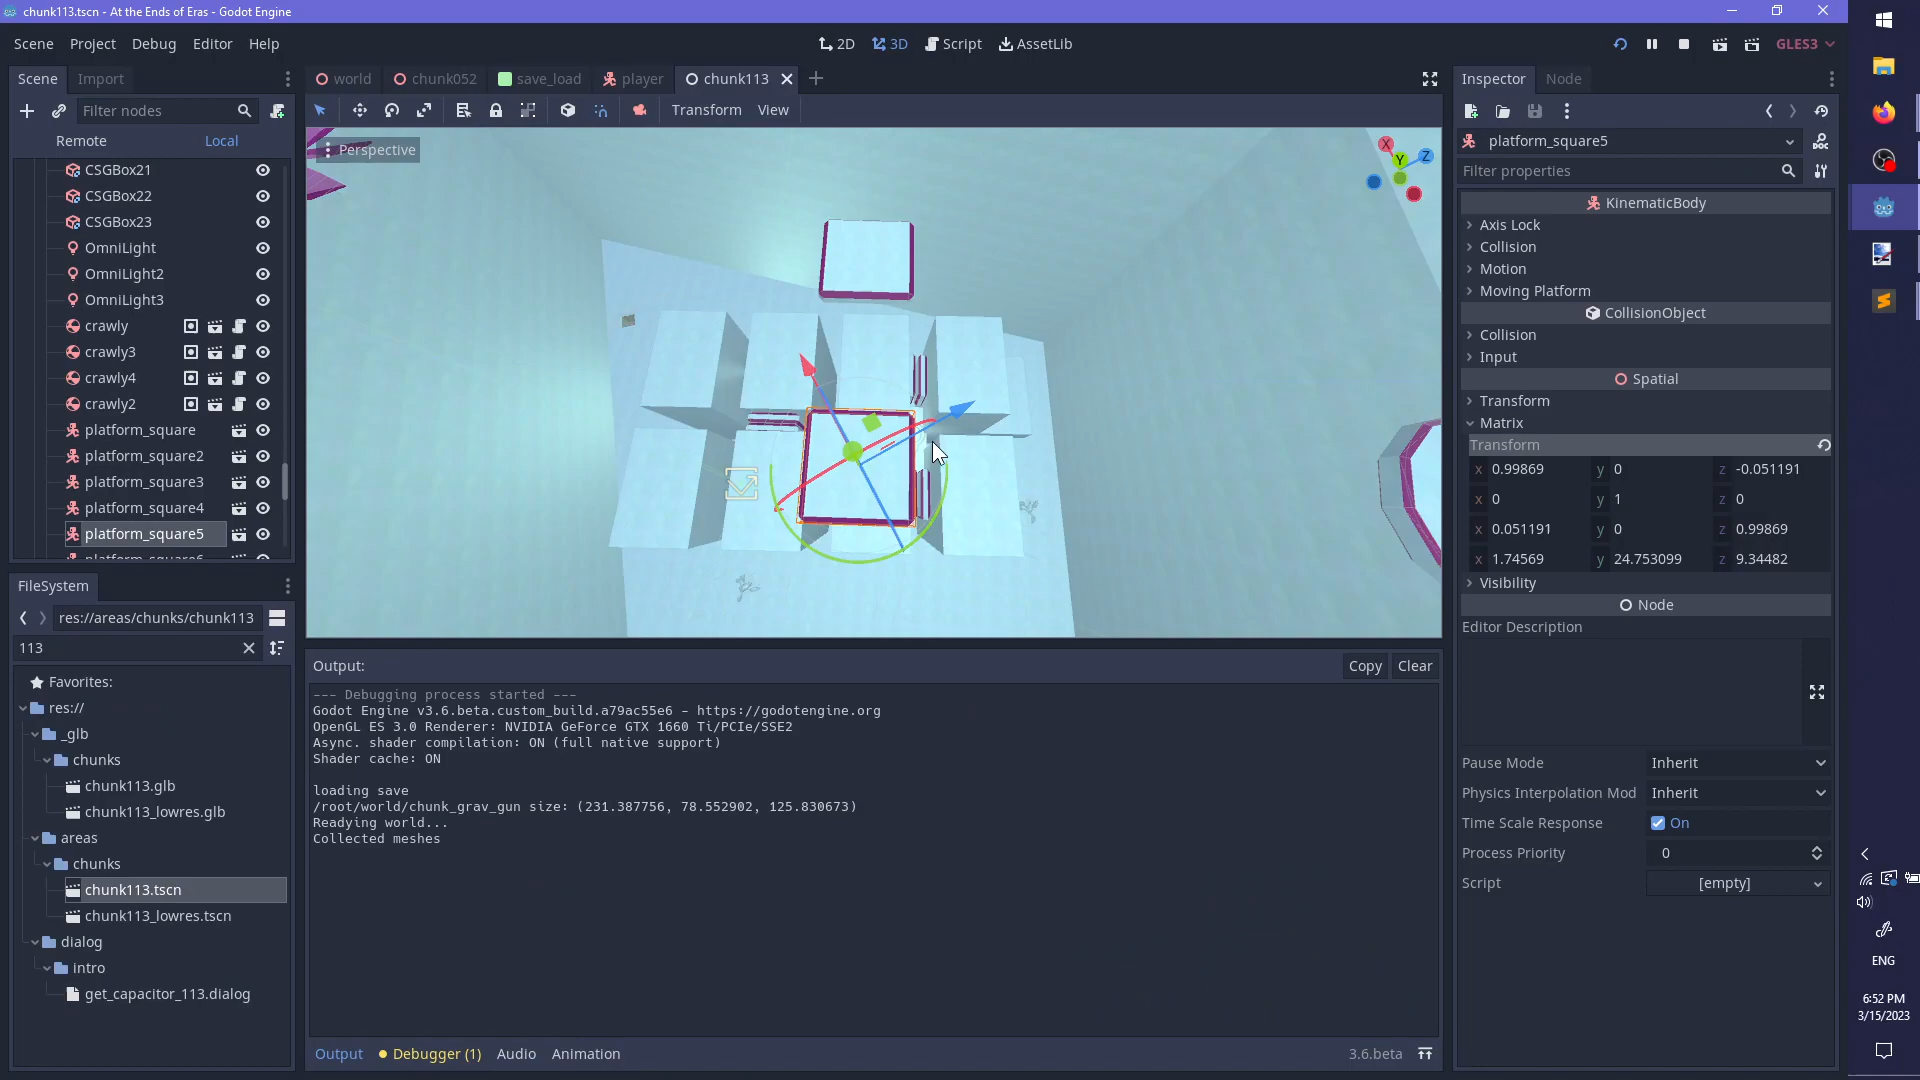 chunk113.tscn - At the Ends of Eras - Godot Engine
Scene Project Debug Editor Help
2D 3D Script AssetLib
GLES3
Scene Import
world chunk052 save_load player chunk113
Inspector Node
Filter nodes
Transform View
Remote Local
platform_square5
Filter properties
Perspective
X Y Z
CSGBox21
CSGBox22
CSGBox23
OmniLight
OmniLight2
OmniLight3
crawly
crawly3
crawly4
crawly2
platform_square
platform_square2
platform_square3
platform_square4
platform_square5
KinematicBody
Axis Lock
Collision
Motion
Moving Platform
CollisionObject
Collision
Input
Spatial
Transform
Matrix
Transform
x 0.99869 y 0 z -0.051191
x 0 y 1 z 0
x 0.051191 y 0 z 0.99869
x 1.74569 y 24.753099 z 9.34482
Visibility
Node
Editor Description
Pause Mode Inherit
Physics Interpolation Mod Inherit
Time Scale Response On
Process Priority 0
Script [empty]
FileSystem
res://areas/chunks/chunk113
113
Favorites:
res://
_glb
chunks
chunk113.glb
chunk113_lowres.glb
areas
chunks
chunk113.tscn
chunk113_lowres.tscn
dialog
intro
get_capacitor_113.dialog
Output: Copy Clear
--- Debugging process started ---
Godot Engine v3.6.beta.custom_build.a79ac55e6 - https://godotengine.org
OpenGL ES 3.0 Renderer: NVIDIA GeForce GTX 1660 Ti/PCIe/SSE2
Async. shader compilation: ON (full native support)
Shader cache: ON
loading save
/root/world/chunk_grav_gun size: (231.387756, 78.552902, 125.830673)
Readying world...
Collected meshes
Output Debugger (1) Audio Animation 3.6.beta
ENG
6:52 PM
3/15/2023